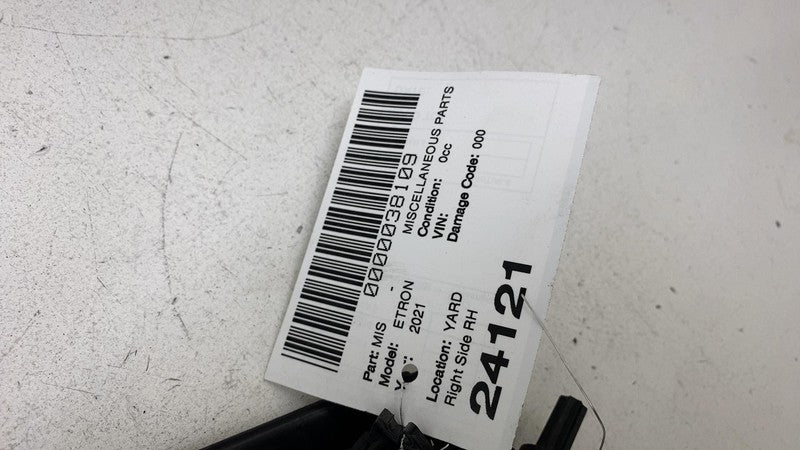 0000038109
Part: MIS - MISCELLANEOUS PARTS
Model: ETRON Condition: 0cc
2021 VIN:
Damage Code: 000
Location: YARD
Right Side RH
24121